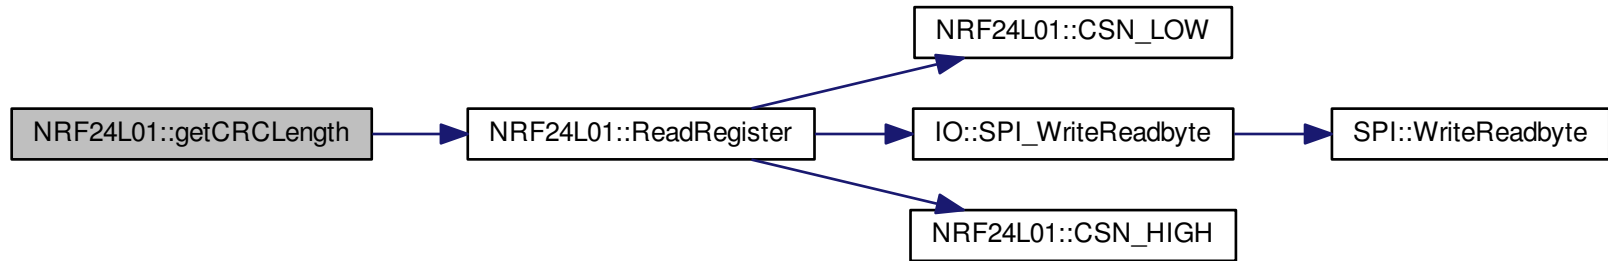 NRF24L01::CSN_LOW
NRF24L01::getCRCLength
NRF24L01::ReadRegister
IO::SPI_WriteReadbyte
SPI::WriteReadbyte
NRF24L01::CSN_HIGH